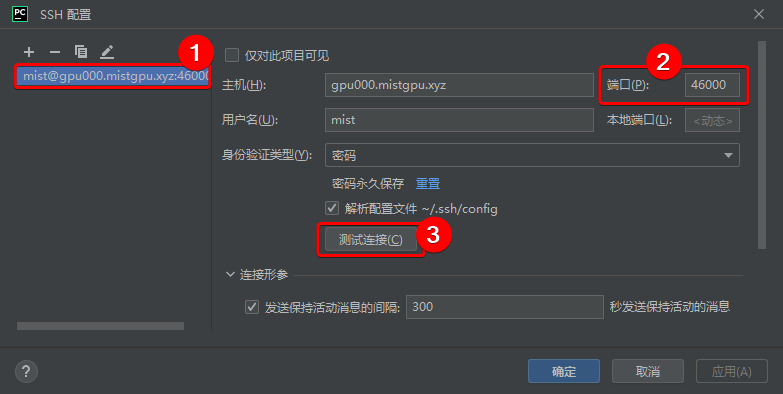 PC SSH 配置
1
mist@gpu000.mistgpu.xyz:46000
仅对此项目可见
2
主机(H): gpu000.mistgpu.xyz 端口(P): 46000
用户名(U): mist 本地端口(L): <动态>
身份验证类型(Y): 密码
密码永久保存 重置
解析配置文件 ~/.ssh/config
测试连接(C) 3
连接形参
发送保持活动消息的间隔: 300 秒发送保持活动的消息
? 确定 取消 应用(A)